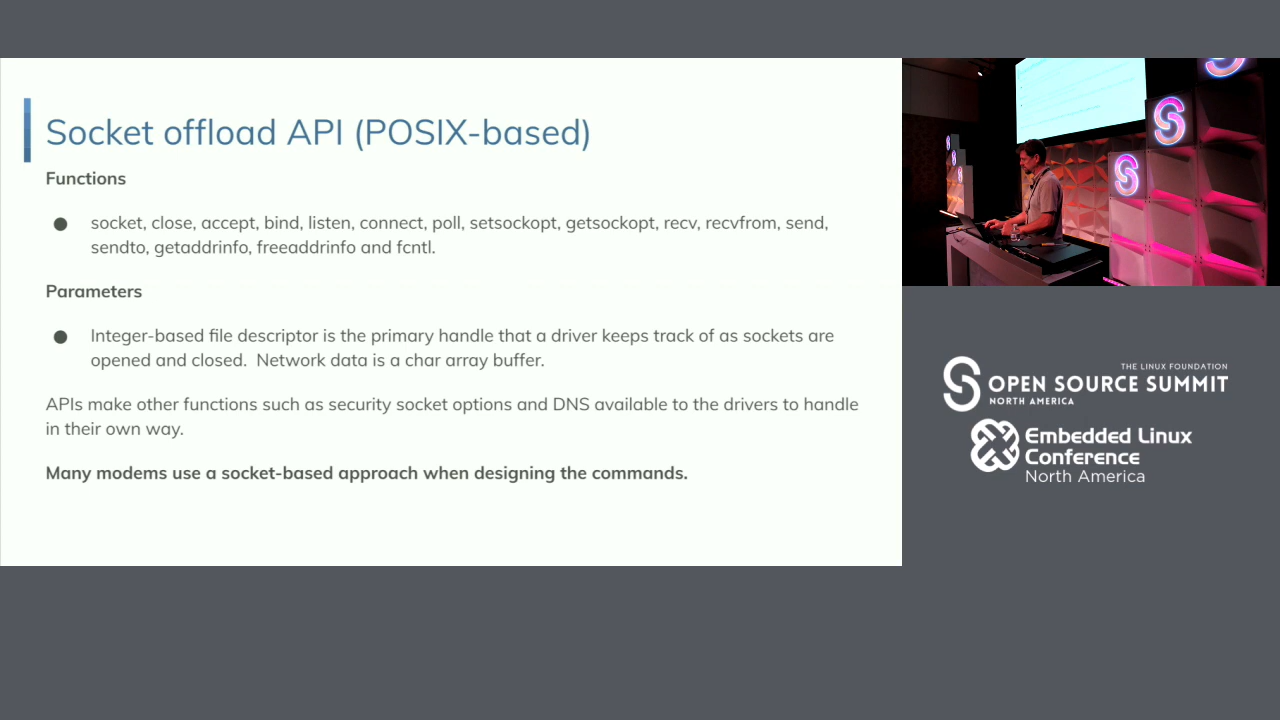 Socket offload API (POSIX-based)
Functions
● socket, close, accept, bind, listen, connect, poll, setsockopt, getsockopt, recv, recvfrom, send,
sendto, getaddrinfo, freeaddrinfo and fcntl.
Parameters
● Integer-based file descriptor is the primary handle that a driver keeps track of as sockets are
opened and closed.  Network data is a char array buffer.
APIs make other functions such as security socket options and DNS available to the drivers to handle
in their own way.
Many modems use a socket-based approach when designing the commands.
THE LINUX FOUNDATION
OPEN SOURCE SUMMIT
NORTH AMERICA
Embedded Linux
Conference
North America